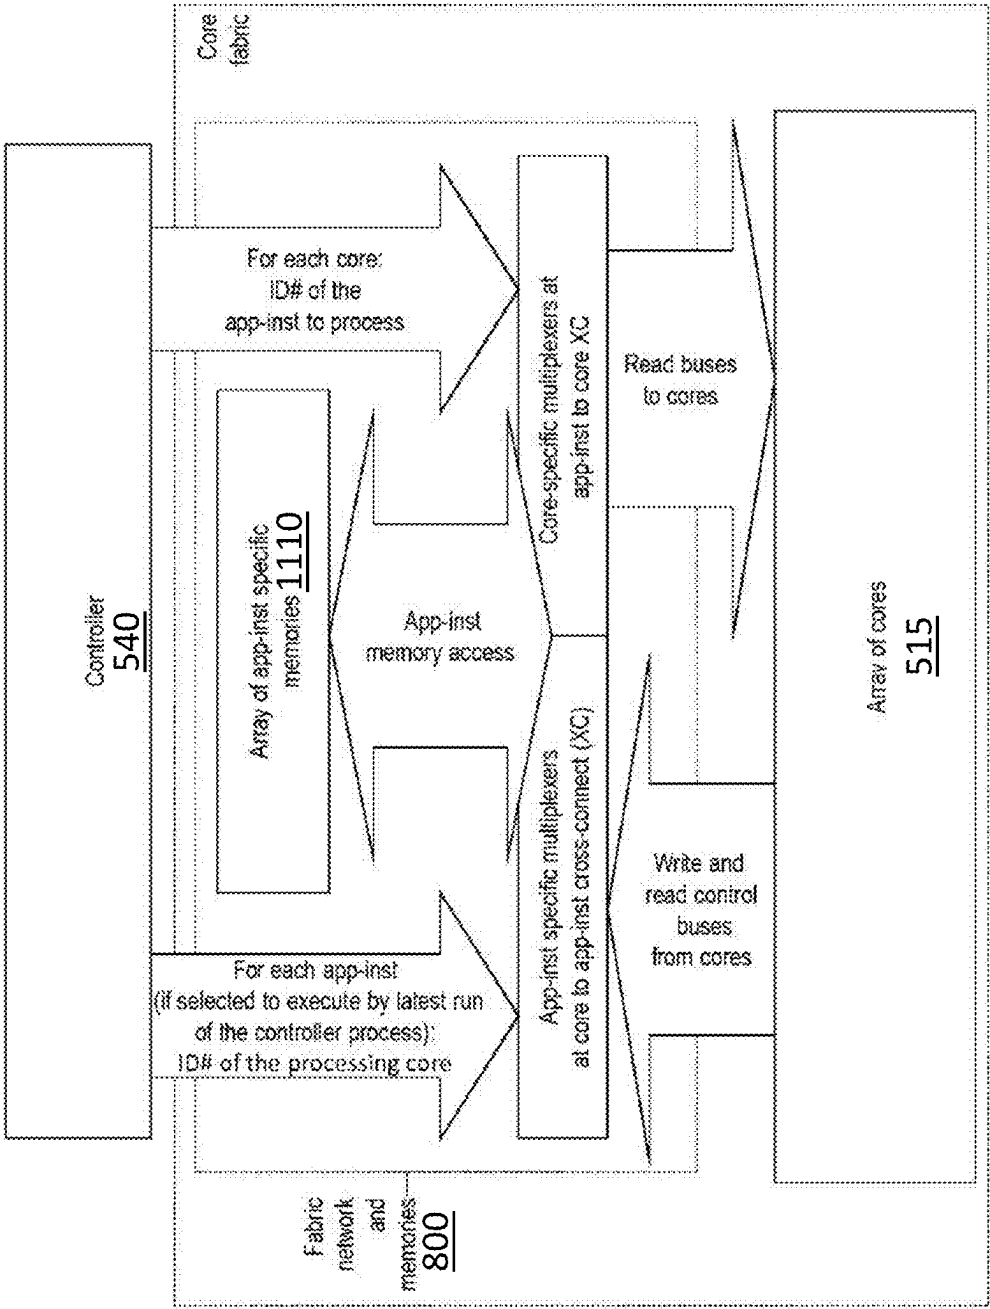 Core
fabric
Controller
540
For each core:
ID# of the
app-inst to process
Array of app-inst specific
memories 1110
App-inst
memory access
For each app-inst
(if selected to execute by latest run
of the controller process):
ID# of the processing core
Core-specific multiplexers at
app-inst to core XC
App-inst specific multiplexers
at core to app-inst cross-connect (XC)
Read buses
to cores
Write and
read control
buses
from cores
Array of cores
515
Fabric
network
and
memories
800